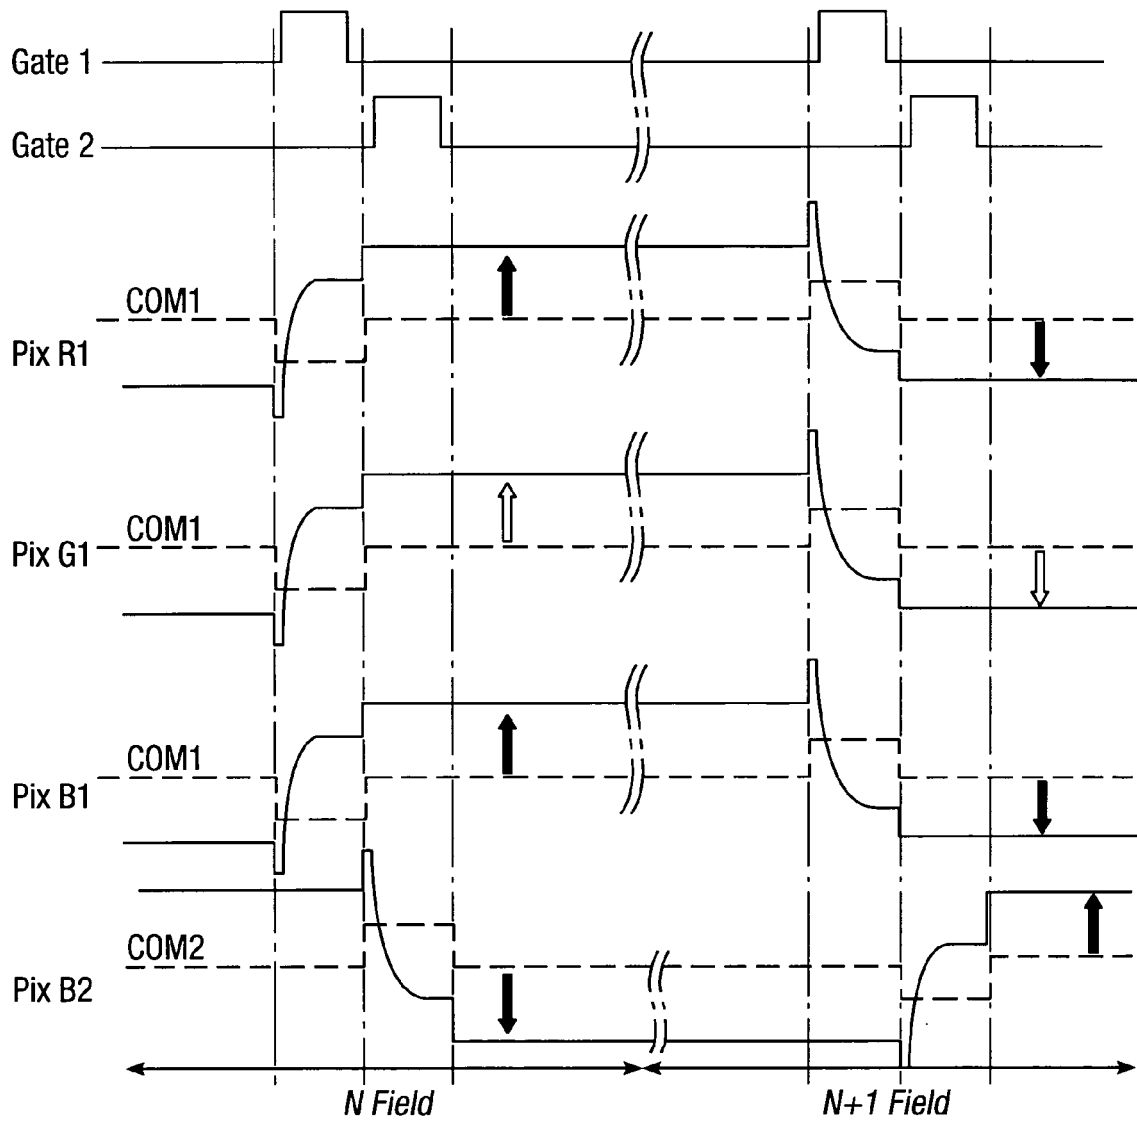 Gate 1
Gate 2
COM1
Pix R1
COM1
Pix G1
COM1
Pix B1
COM2
Pix B2
N Field
N+1 Field